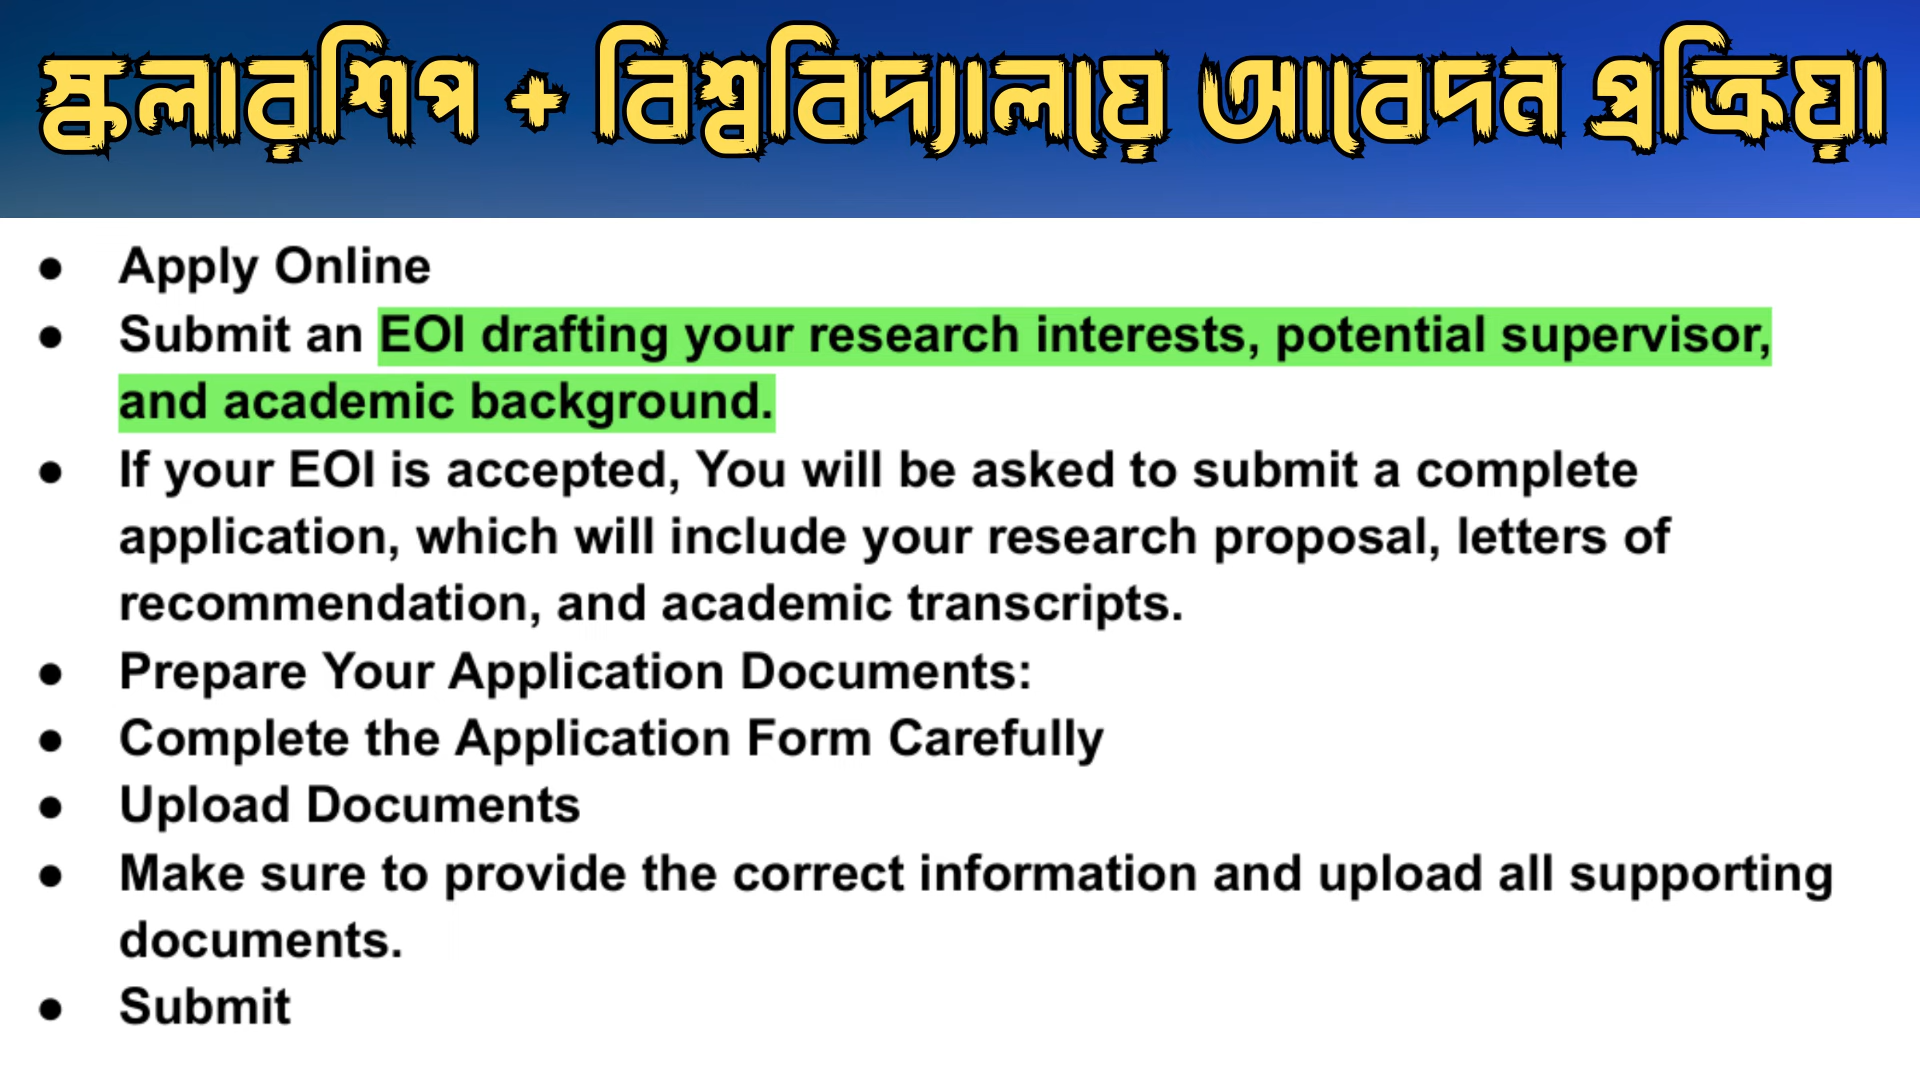 স্কলারশিপ + বিশ্ববিদ্যালয়ে আবেদন প্রক্রিয়া
● Apply Online
● Submit an EOI drafting your research interests, potential supervisor,
and academic background.
● If your EOI is accepted, You will be asked to submit a complete
application, which will include your research proposal, letters of
recommendation, and academic transcripts.
● Prepare Your Application Documents:
● Complete the Application Form Carefully
● Upload Documents
● Make sure to provide the correct information and upload all supporting
documents.
● Submit